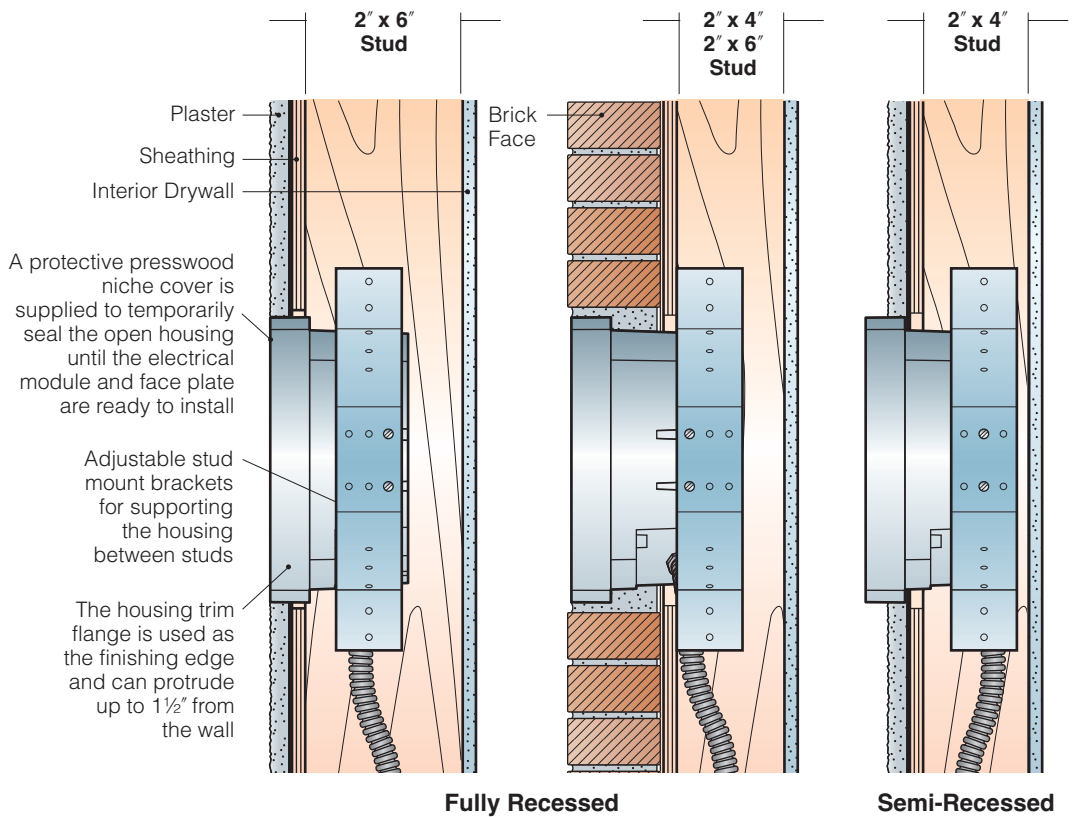 2″ x 6″
Stud
2″ x 4″
2″ x 6″
Stud
2″ x 4″
Stud
Plaster
Sheathing
Interior Drywall
A protective presswood
niche cover is
supplied to temporarily
seal the open housing
until the electrical
module and face plate
are ready to install
Adjustable stud
mount brackets
for supporting
the housing
between studs
The housing trim
flange is used as
the finishing edge
and can protrude
up to 1½″ from
the wall
Brick
Face
Fully Recessed
Semi-Recessed